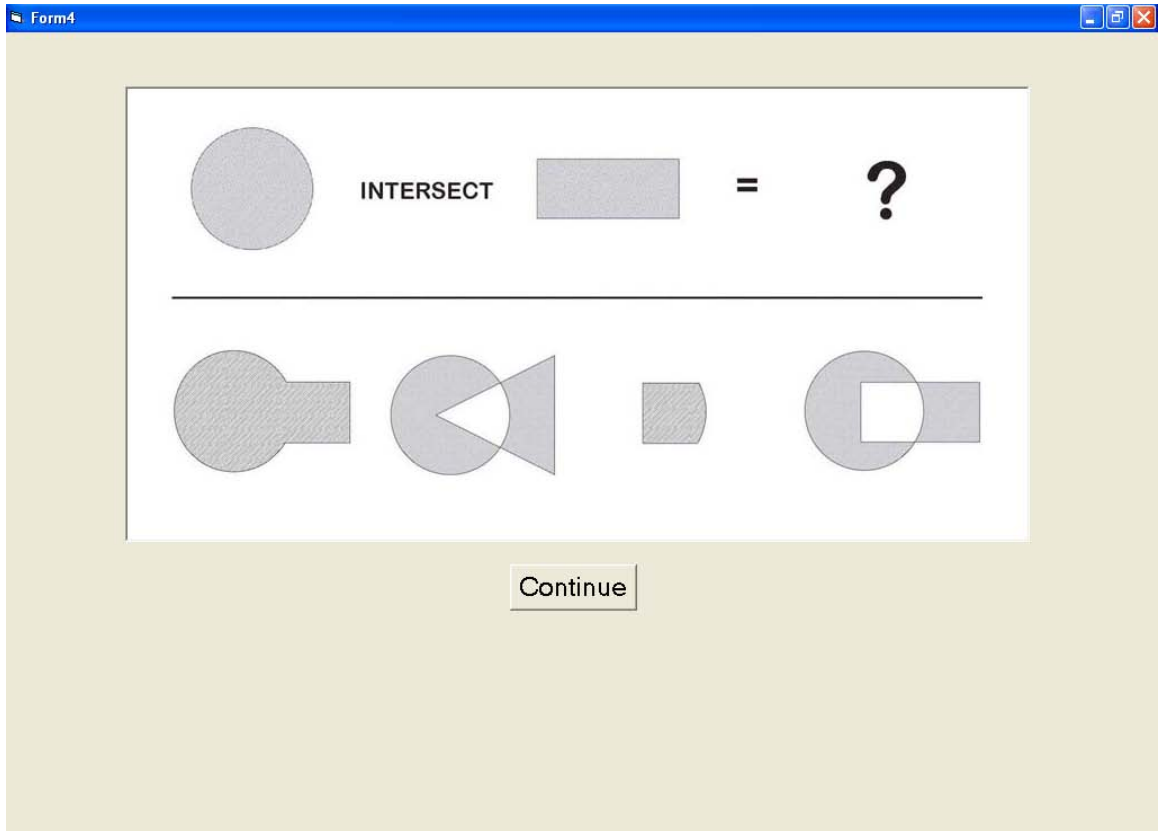 Form4
INTERSECT = ?
Continue